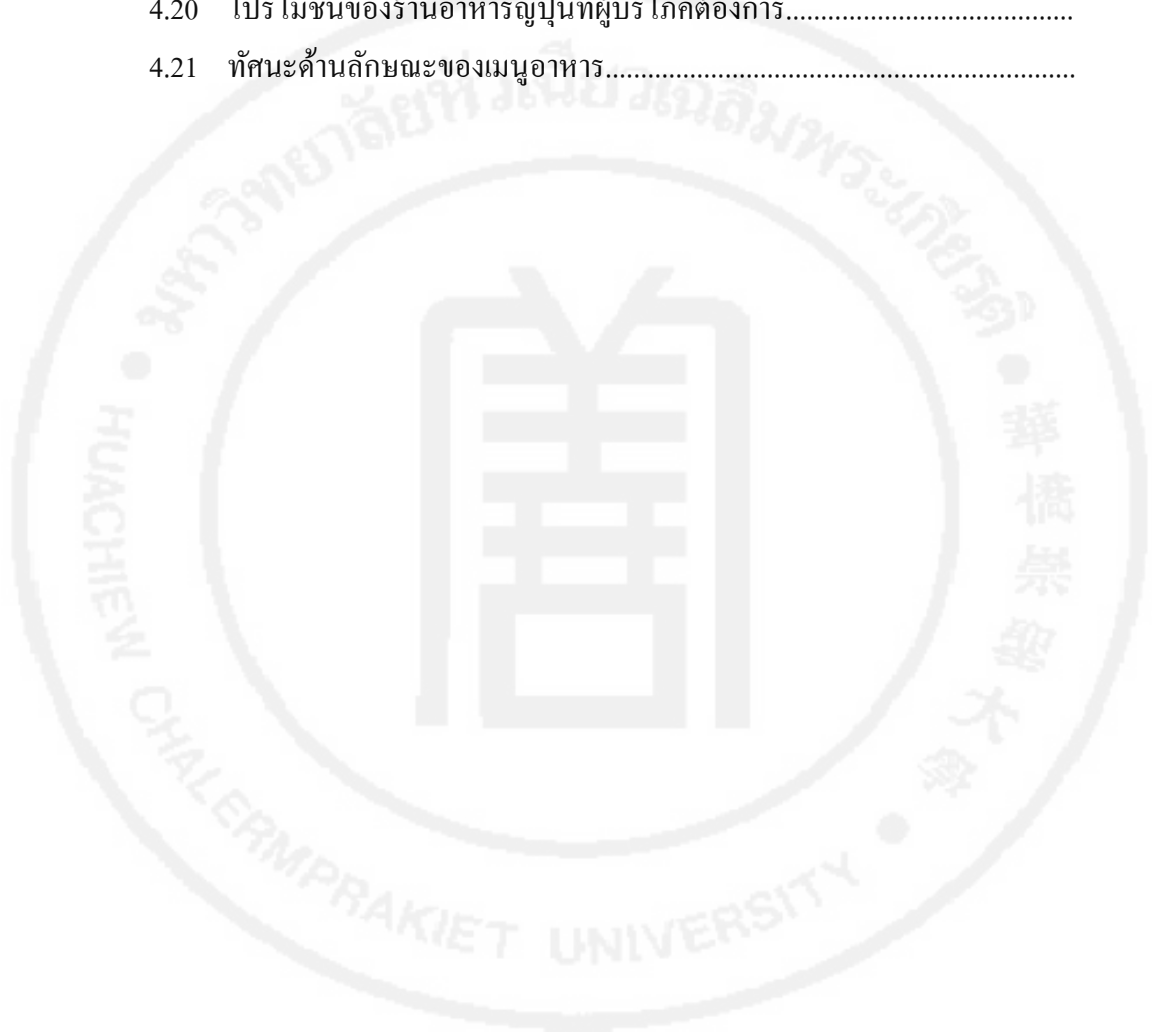 4.20 โปรโมชั่นของร้านอาหารญี่ปุ่นที่ผู้บริโภคต้องการ........................................
4.21 ทัศนะด้านลักษณะของเมนูอาหาร..................................................................
มหาวิทยาลัยหัวเฉียวเฉลิมพระเกียรติ
華僑崇聖大學
HUACHIEW CHALERMPRAKIET UNIVERSITY